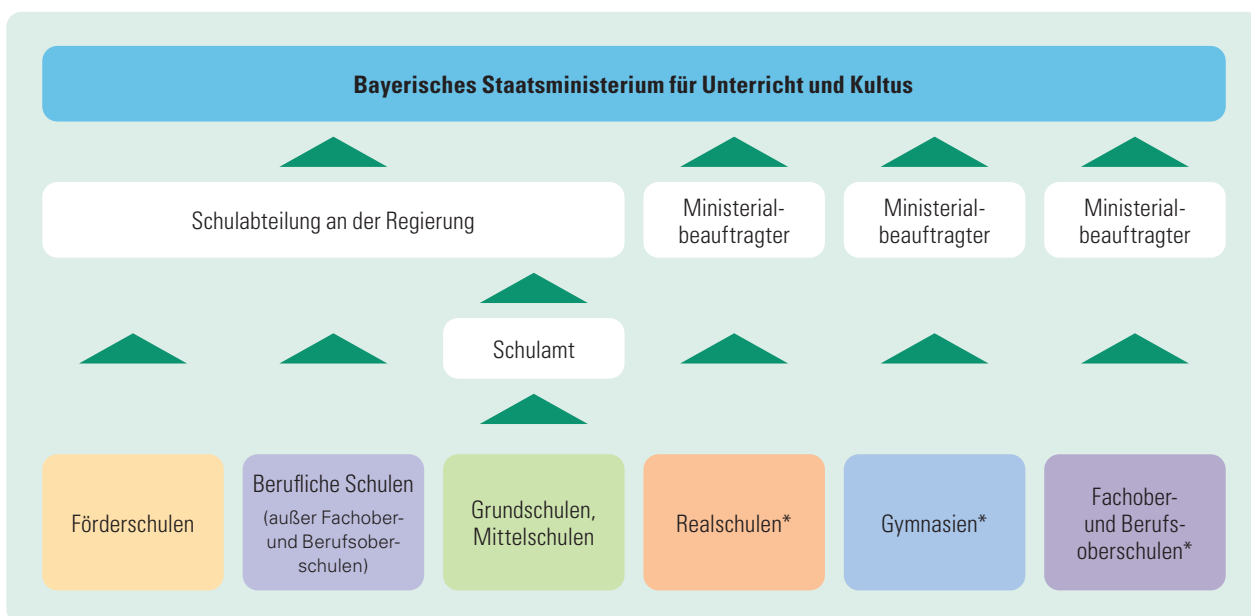 Bayerisches Staatsministerium für Unterricht und Kultus
Schulabteilung an der Regierung
Ministerial-
beauftragter
Ministerial-
beauftragter
Ministerial-
beauftragter
Schulamt
Förderschulen
Berufliche Schulen
(außer Fachober-
und Berufsober-
schulen)
Grundschulen,
Mittelschulen
Realschulen*
Gymnasien*
Fachober-
und Berufs-
oberschulen*